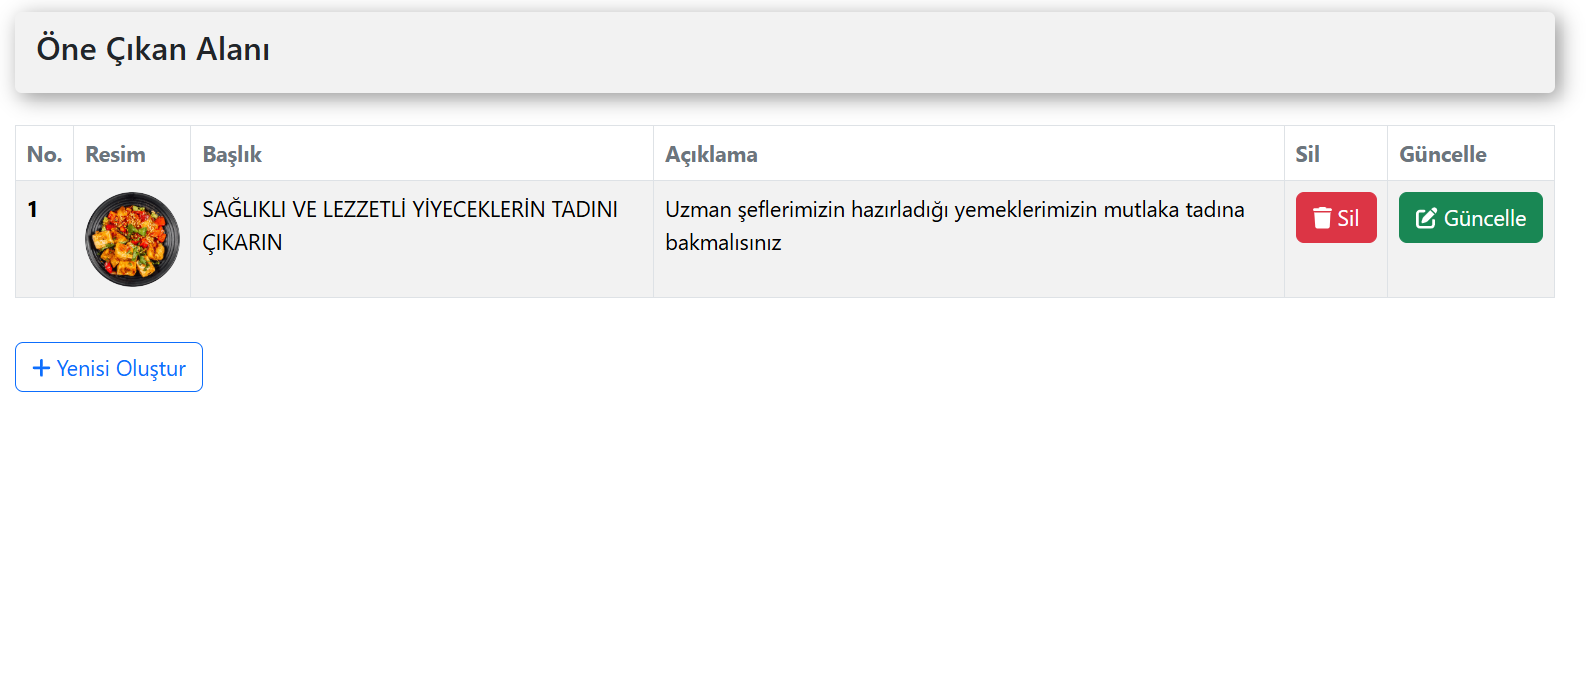 Öne Çıkan Alanı
No. Resim Başlık Açıklama Sil Güncelle
1 SAĞLIKLI VE LEZZETLİ YİYECEKLERİN TADINI Uzman şeflerimizin hazırladığı yemeklerimizin mutlaka tadına Sil Güncelle
ÇIKARIN bakmalısınız
+ Yenisi Oluştur